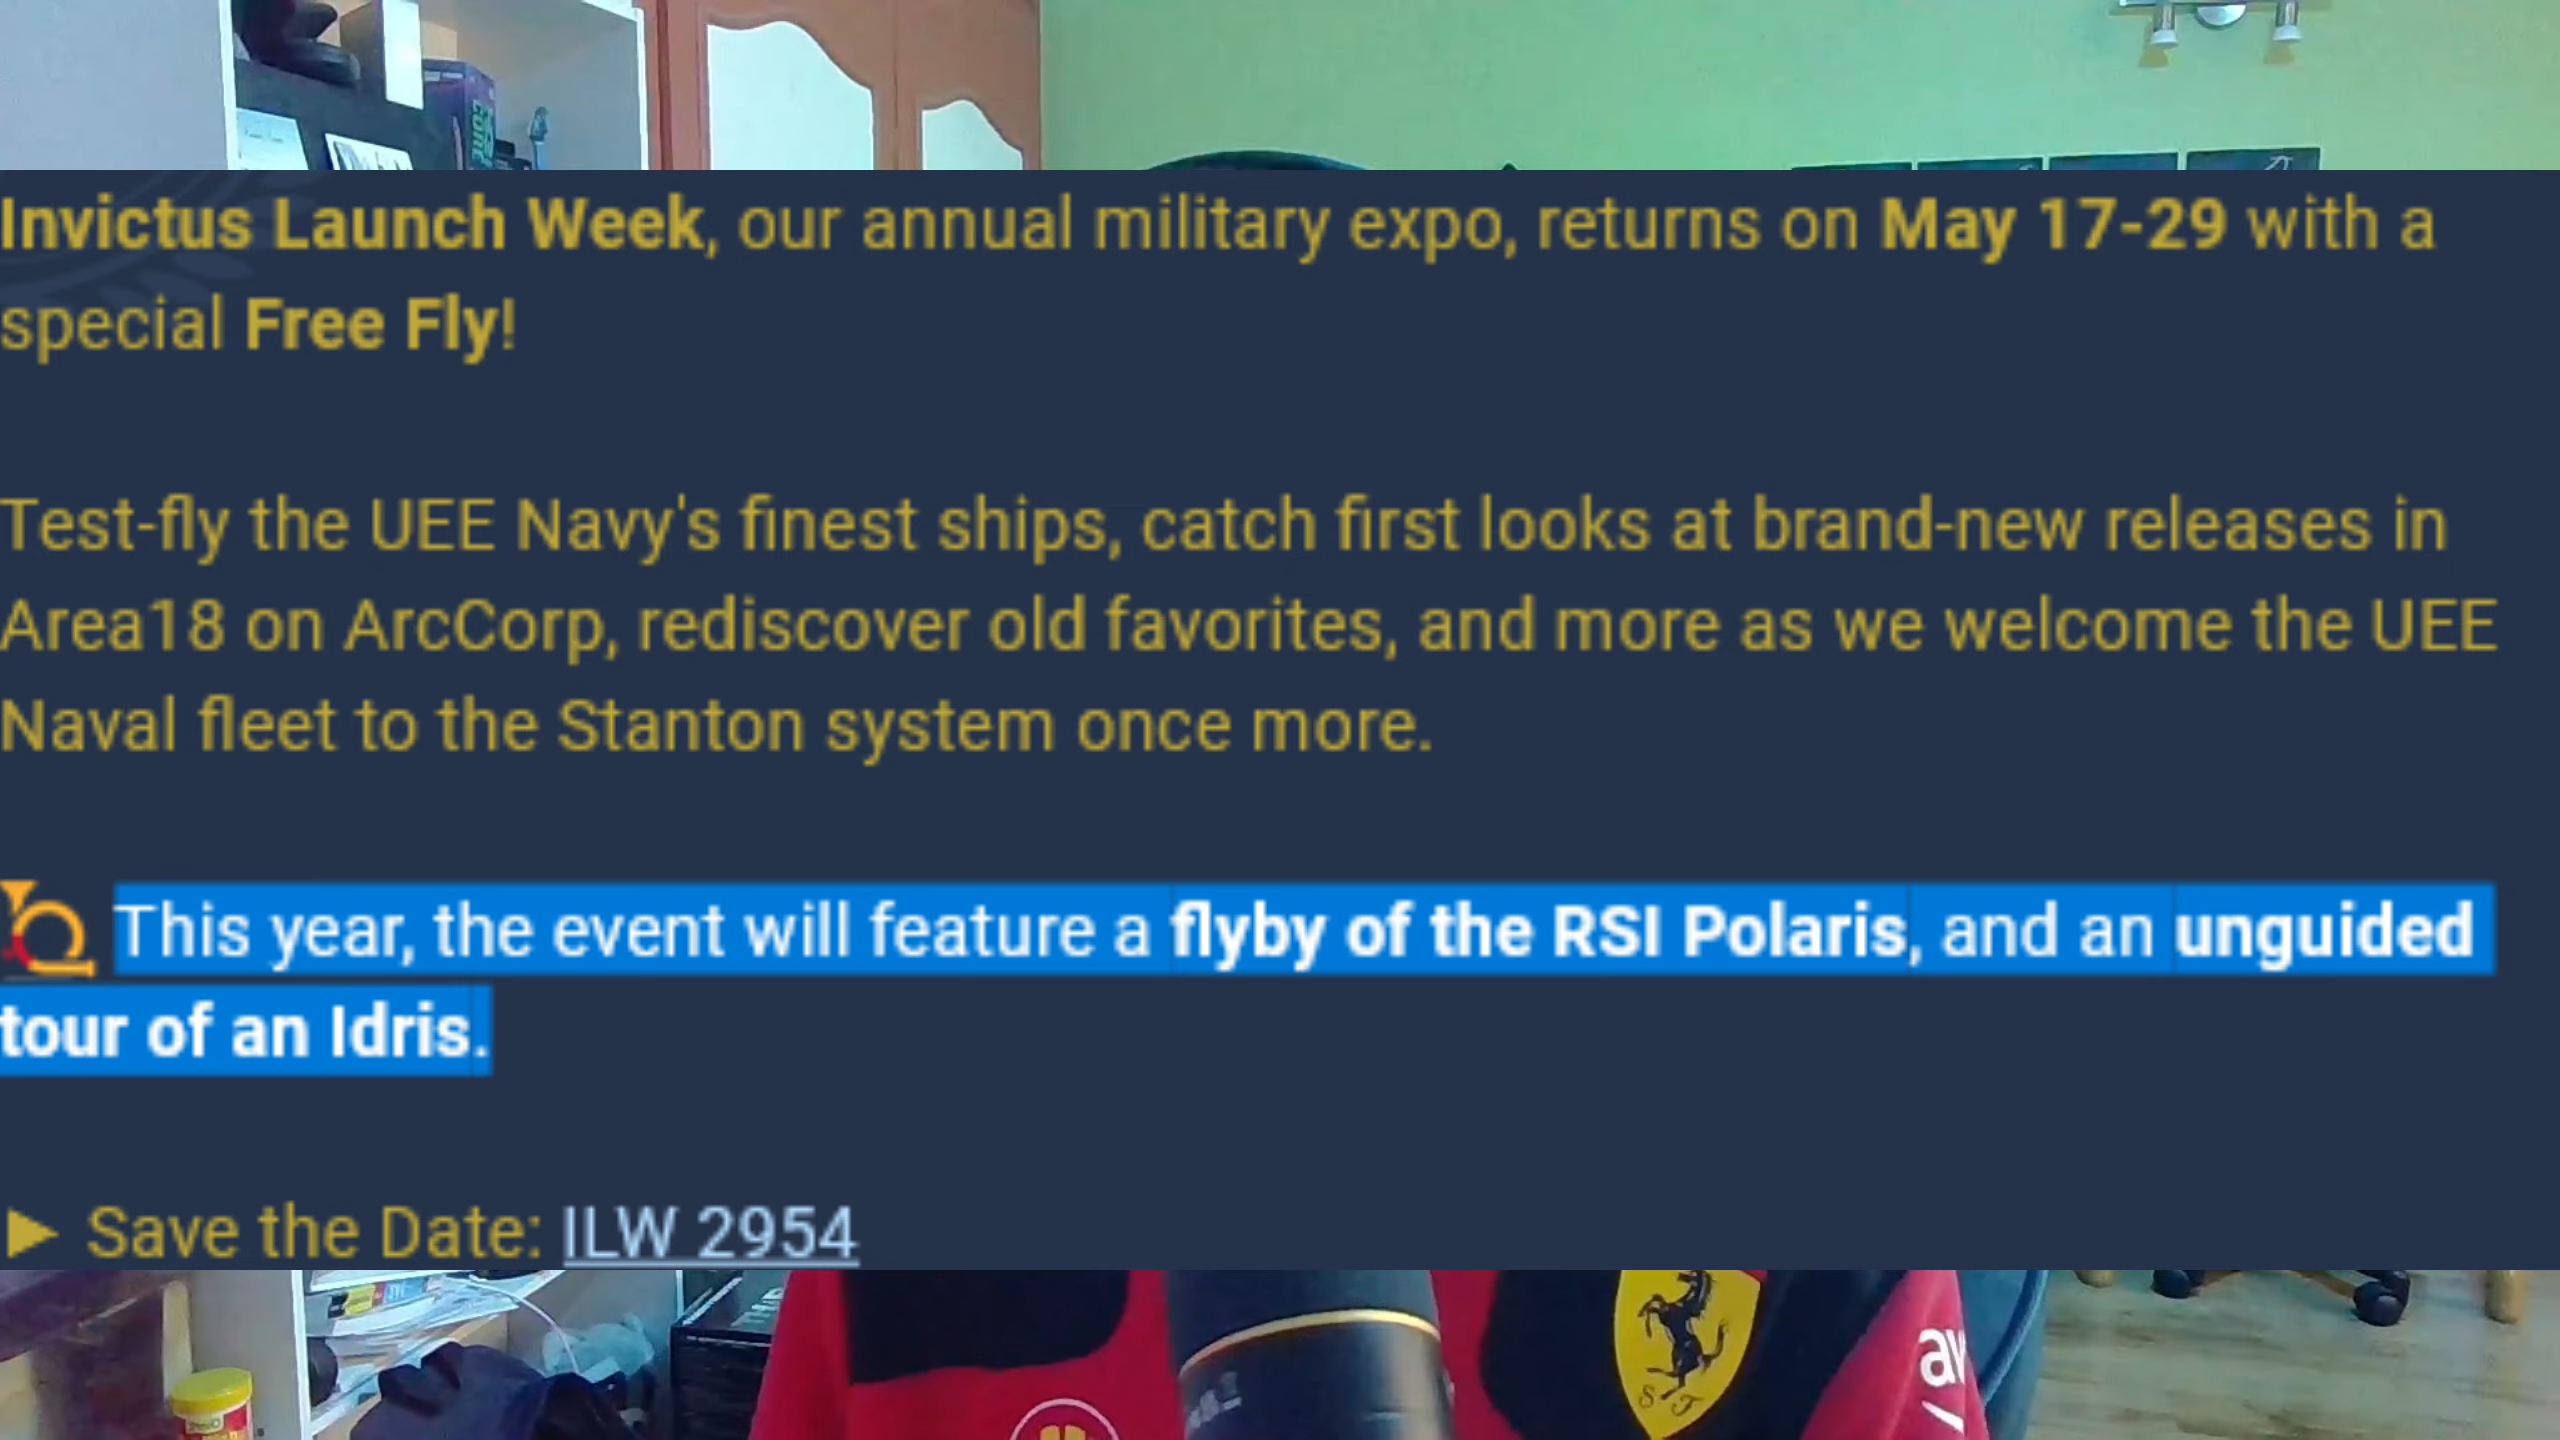 Invictus Launch Week, our annual military expo, returns on May 17-29 with a
special Free Fly!
Test-fly the UEE Navy's finest ships, catch first looks at brand-new releases in
Area18 on ArcCorp, rediscover old favorites, and more as we welcome the UEE
Naval fleet to the Stanton system once more.
This year, the event will feature a flyby of the RSI Polaris, and an unguided
tour of an Idris.
► Save the Date: ILW 2954
S F